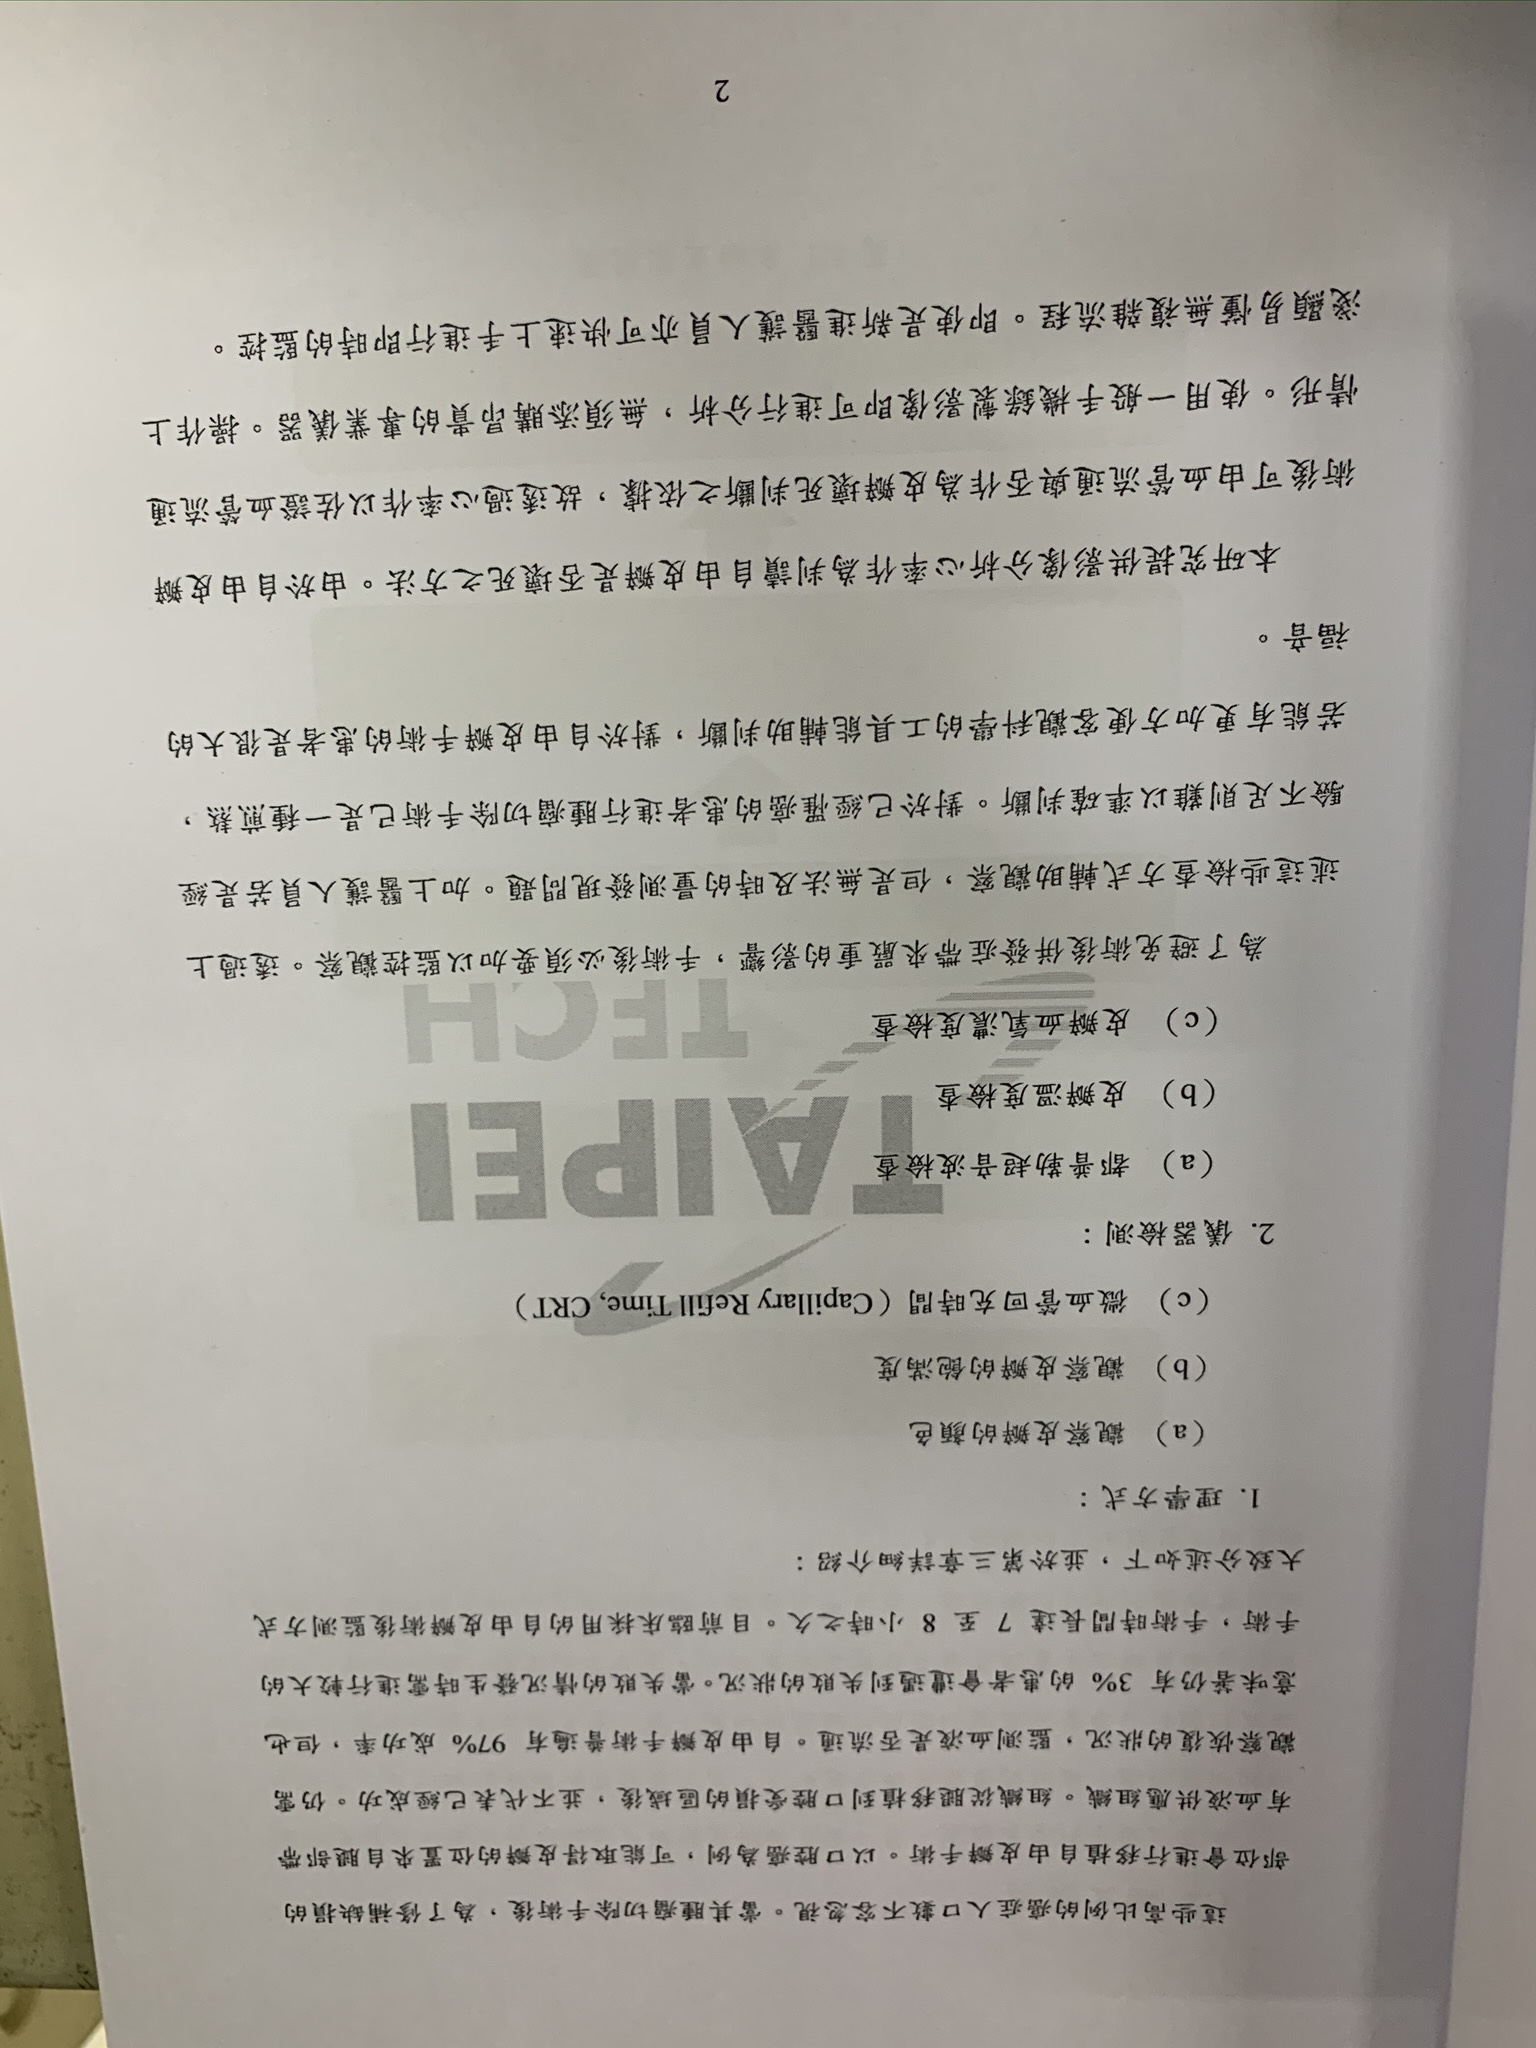 這些高比例的癌症人口數不容忽視。當其腫瘤切除手術後，為了修補缺損的
部位會進行移植自由皮瓣手術。以口腔癌為例，可能取得皮瓣的位置來自腿部帶
有血液供應組織。組織從腿移植到口腔受損的區域後，並不代表已經成功。仍需
觀察恢復的狀況，監測血液是否流通。自由皮瓣手術普遍有 97% 成功率，但也
意味著仍有 3% 的患者會遭遇到失敗的狀況。當失敗的情況發生時需進行較大的
手術，手術時間長達 7 至 8 小時之久。目前臨床採用的自由皮瓣術後監測方式
大致分述如下，並於第三章詳細介紹：
1. 理學方式：
(a) 觀察皮瓣的顏色
(b) 觀察皮瓣的飽滿度
(c) 微血管回充時間（Capillary Refill Time, CRT）
2. 儀器檢測：
(a) 都普勒超音波檢查
(b) 皮瓣溫度檢查
(c) 皮瓣血氧濃度檢查
TAIPEI
TECH
為了避免術後併發症帶來嚴重的影響，手術後必須要加以監控觀察。透過上
述這些檢查方式輔助觀察，但是無法及時的量測發現問題。加上醫護人員若是經
驗不足則難以準確判斷。對於已經罹癌的患者進行腫瘤切除手術已是一種煎熬，
若能有更加方便客觀科學的工具能輔助判斷，對於自由皮瓣手術的患者是很大的
福音。
本研究提供影像分析心率作為判讀自由皮瓣是否壞死之方法。由於自由皮瓣
術後可由血管流通與否作為皮瓣壞死判斷之依據，故透過心率作以佐證血管流通
情形。使用一般手機錄製影像即可進行分析，無須添購昂貴的專業儀器。操作上
淺顯易懂無複雜流程。即使是新進醫護人員亦可快速上手進行即時的監控。
2